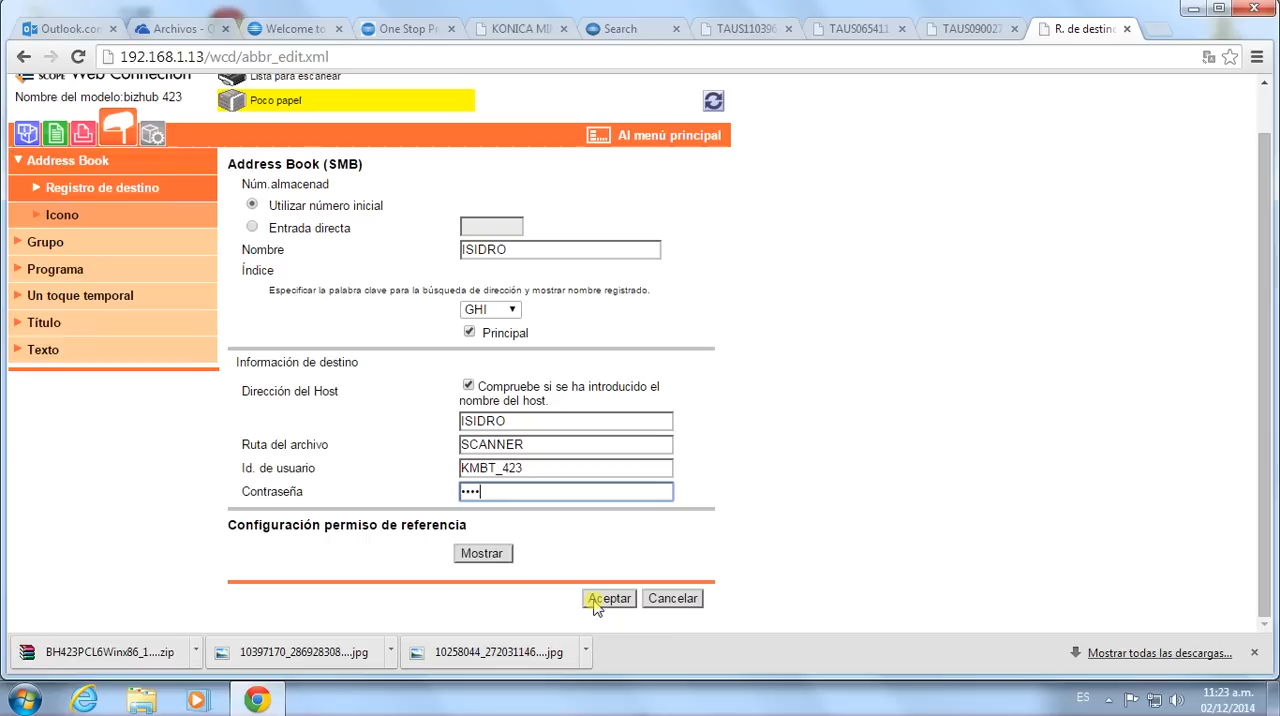 Outlook.com
Archivos - O
Welcome to
One Stop Pr
KONICA MI
Search
TAUS110396
TAUS065411
TAUS090027
R. de destino
192.168.1.13/wcd/abbr_edit.xml
SCOPE Web Connection
Lista para escanear
Nombre del modelo:bizhub 423
Poco papel
Al menú principal
Address Book
Registro de destino
Icono
Grupo
Programa
Un toque temporal
Título
Texto
Address Book (SMB)
Núm.almacenad
Utilizar número inicial
Entrada directa
Nombre
ISIDRO
Índice
Especificar la palabra clave para la búsqueda de dirección y mostrar nombre registrado.
GHI
Principal
Información de destino
Dirección del Host
Compruebe si se ha introducido el
nombre del host.
ISIDRO
Ruta del archivo
SCANNER
Id. de usuario
KMBT_423
Contraseña
••••
Configuración permiso de referencia
Mostrar
Aceptar
Cancelar
BH423PCL6Winx86_1....zip
10397170_286928308....jpg
10258044_272031146....jpg
Mostrar todas las descargas...
ES
11:23 a.m.
02/12/2014